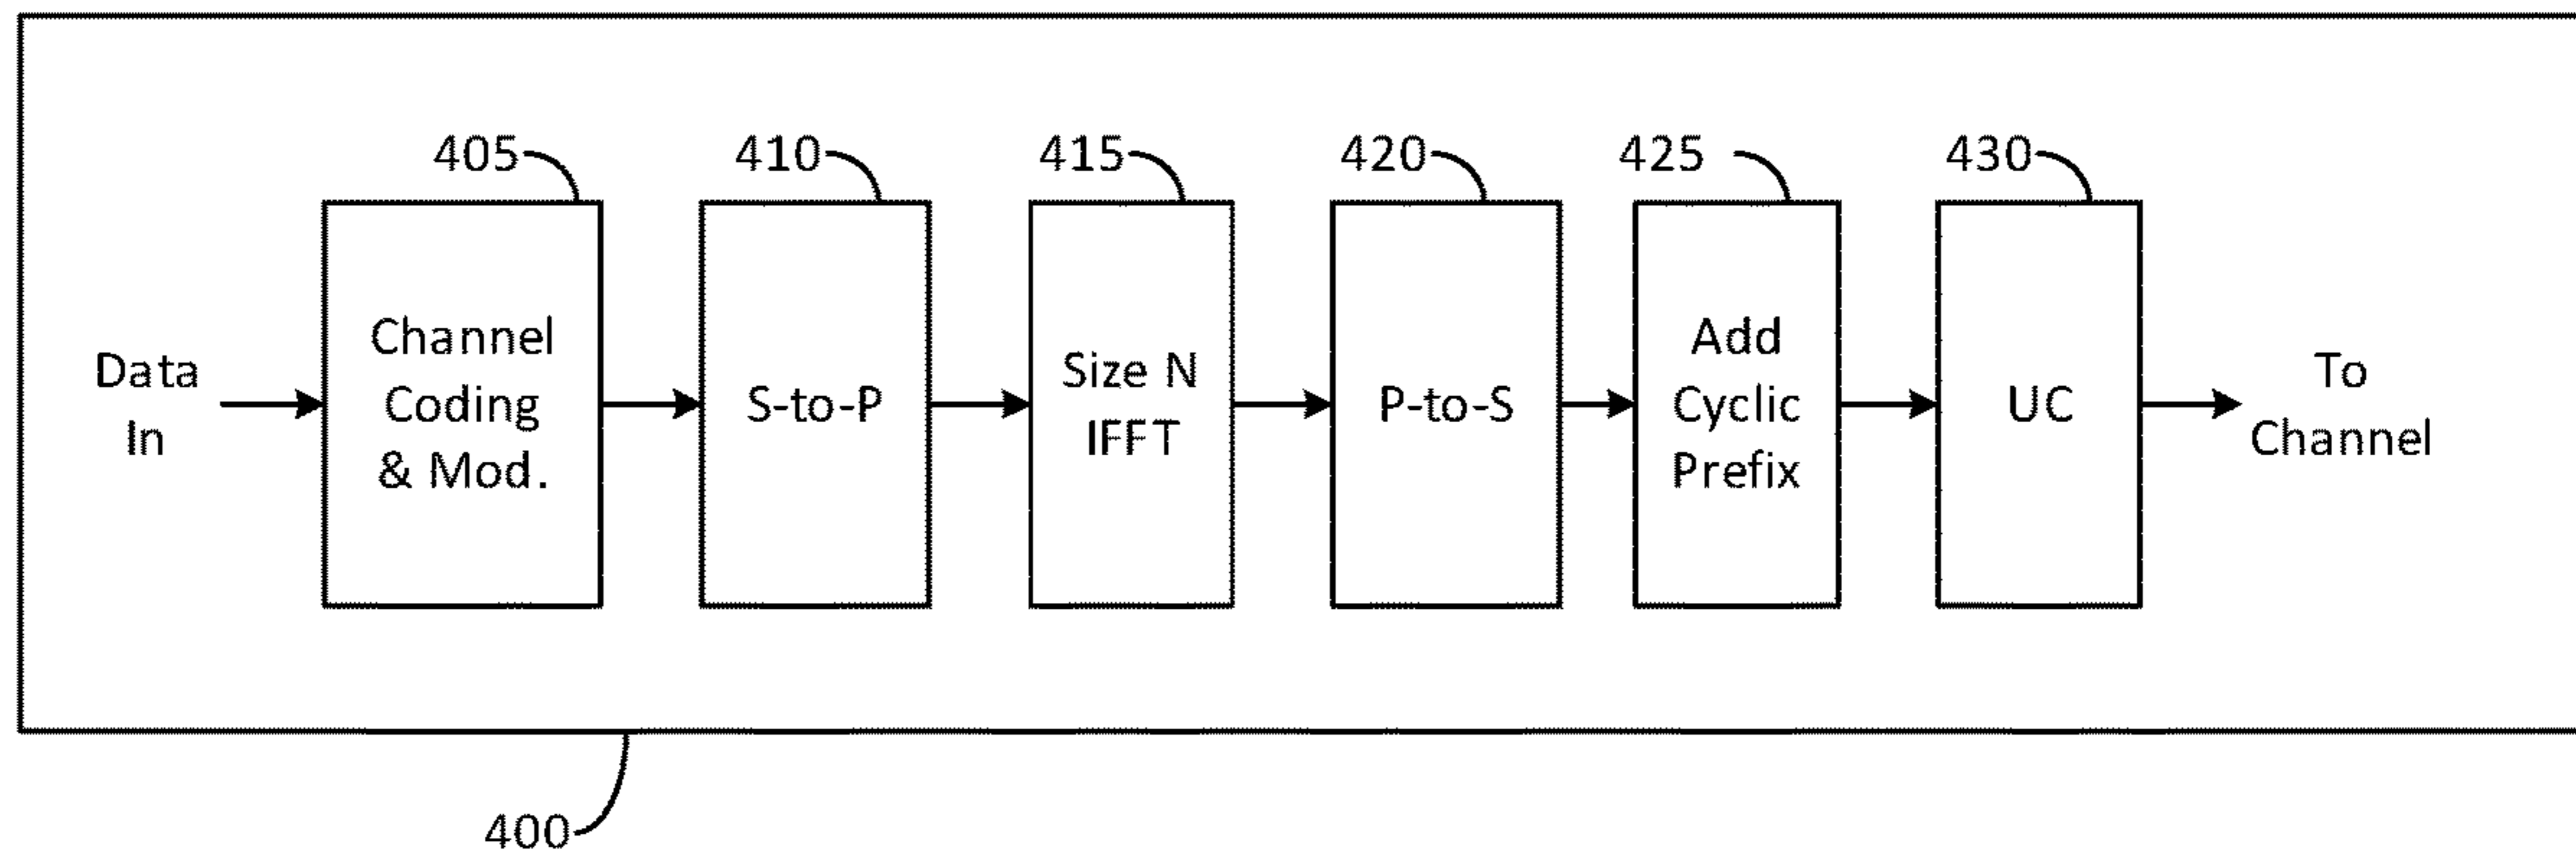 405
410
415
420
425
430
Data
In
Channel
Coding
& Mod.
S-to-P
Size N
IFFT
P-to-S
Add
Cyclic
Prefix
UC
To
Channel
400